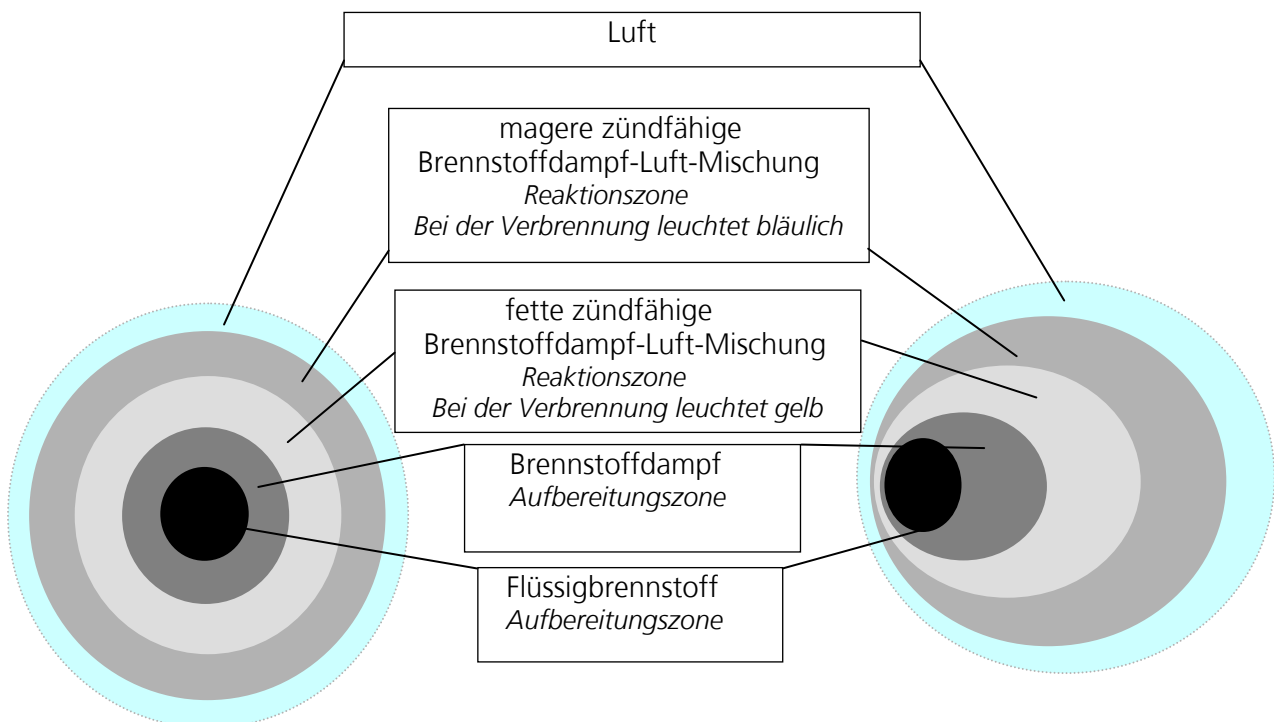 Luft
magere zündfähige
Brennstoffdampf-Luft-Mischung
Reaktionszone
Bei der Verbrennung leuchtet bläulich
fette zündfähige
Brennstoffdampf-Luft-Mischung
Reaktionszone
Bei der Verbrennung leuchtet gelb
Brennstoffdampf
Aufbereitungszone
Flüssigbrennstoff
Aufbereitungszone